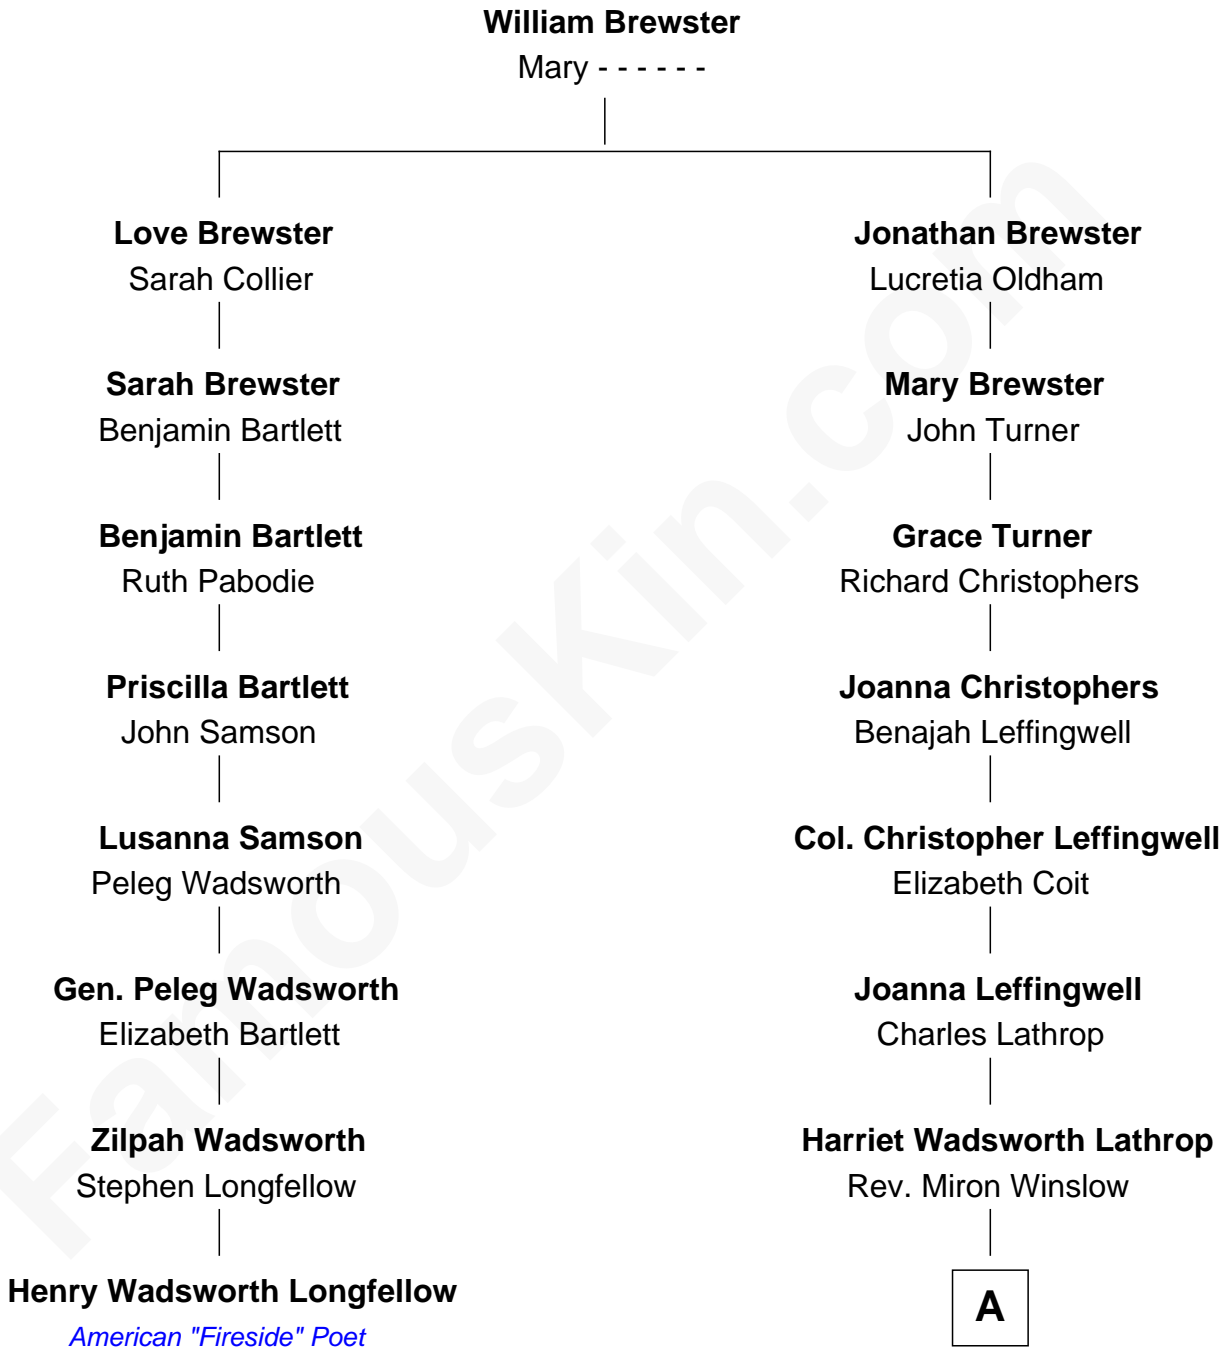 William Brewster
Mary - - - - - -
Love Brewster
Sarah Collier
Jonathan Brewster
Lucretia Oldham
Sarah Brewster
Benjamin Bartlett
Mary Brewster
John Turner
Benjamin Bartlett
Ruth Pabodie
Grace Turner
Richard Christophers
Priscilla Bartlett
John Samson
Joanna Christophers
Benajah Leffingwell
Lusanna Samson
Peleg Wadsworth
Col. Christopher Leffingwell
Elizabeth Coit
Gen. Peleg Wadsworth
Elizabeth Bartlett
Joanna Leffingwell
Charles Lathrop
Zilpah Wadsworth
Stephen Longfellow
Harriet Wadsworth Lathrop
Rev. Miron Winslow
Henry Wadsworth Longfellow
American "Fireside" Poet
A
FamousKin.com